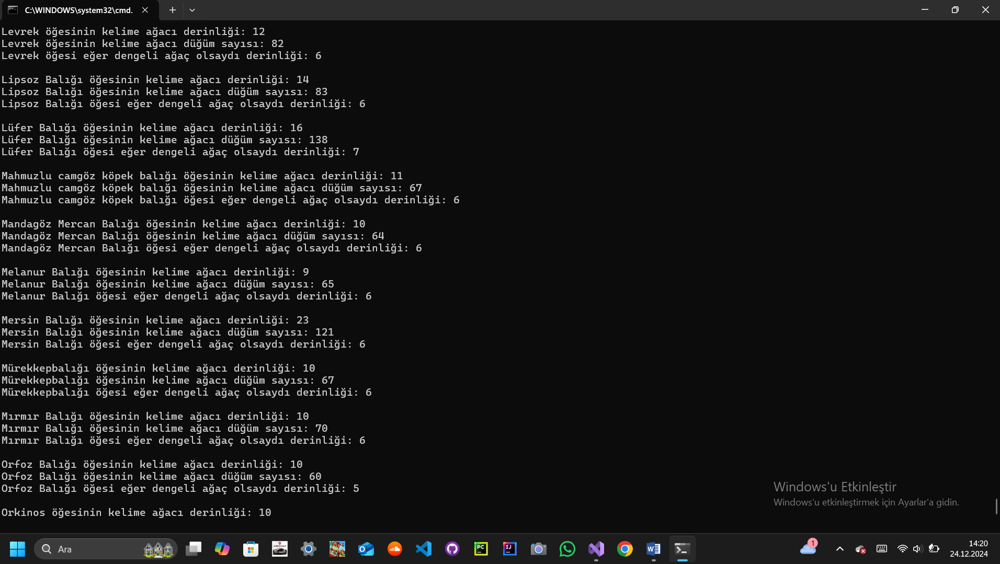 C:\WINDOWS\system32\cmd.
Levrek öğesinin kelime ağacı derinliği: 12
Levrek öğesinin kelime ağacı düğüm sayısı: 82
Levrek öğesi eğer dengeli ağaç olsaydı derinliği: 6
Lipsoz Balığı öğesinin kelime ağacı derinliği: 14
Lipsoz Balığı öğesinin kelime ağacı düğüm sayısı: 83
Lipsoz Balığı öğesi eğer dengeli ağaç olsaydı derinliği: 6
Lüfer Balığı öğesinin kelime ağacı derinliği: 16
Lüfer Balığı öğesinin kelime ağacı düğüm sayısı: 138
Lüfer Balığı öğesi eğer dengeli ağaç olsaydı derinliği: 7
Mahmuzlu camgöz köpek balığı öğesinin kelime ağacı derinliği: 11
Mahmuzlu camgöz köpek balığı öğesinin kelime ağacı düğüm sayısı: 67
Mahmuzlu camgöz köpek balığı öğesi eğer dengeli ağaç olsaydı derinliği: 6
Mandagöz Mercan Balığı öğesinin kelime ağacı derinliği: 10
Mandagöz Mercan Balığı öğesinin kelime ağacı düğüm sayısı: 64
Mandagöz Mercan Balığı öğesi eğer dengeli ağaç olsaydı derinliği: 6
Melanur Balığı öğesinin kelime ağacı derinliği: 9
Melanur Balığı öğesinin kelime ağacı düğüm sayısı: 65
Melanur Balığı öğesi eğer dengeli ağaç olsaydı derinliği: 6
Mersin Balığı öğesinin kelime ağacı derinliği: 23
Mersin Balığı öğesinin kelime ağacı düğüm sayısı: 121
Mersin Balığı öğesi eğer dengeli ağaç olsaydı derinliği: 6
Mürekkepbalığı öğesinin kelime ağacı derinliği: 10
Mürekkepbalığı öğesinin kelime ağacı düğüm sayısı: 67
Mürekkepbalığı öğesi eğer dengeli ağaç olsaydı derinliği: 6
Mırmır Balığı öğesinin kelime ağacı derinliği: 10
Mırmır Balığı öğesinin kelime ağacı düğüm sayısı: 70
Mırmır Balığı öğesi eğer dengeli ağaç olsaydı derinliği: 6
Orfoz Balığı öğesinin kelime ağacı derinliği: 10
Orfoz Balığı öğesinin kelime ağacı düğüm sayısı: 60
Orfoz Balığı öğesi eğer dengeli ağaç olsaydı derinliği: 5
Orkinos öğesinin kelime ağacı derinliği: 10
Windows'u Etkinleştir
Windows'u etkinleştirmek için Ayarlar'a gidin.
Ara
PC
IJ
1
14:20
24.12.2024